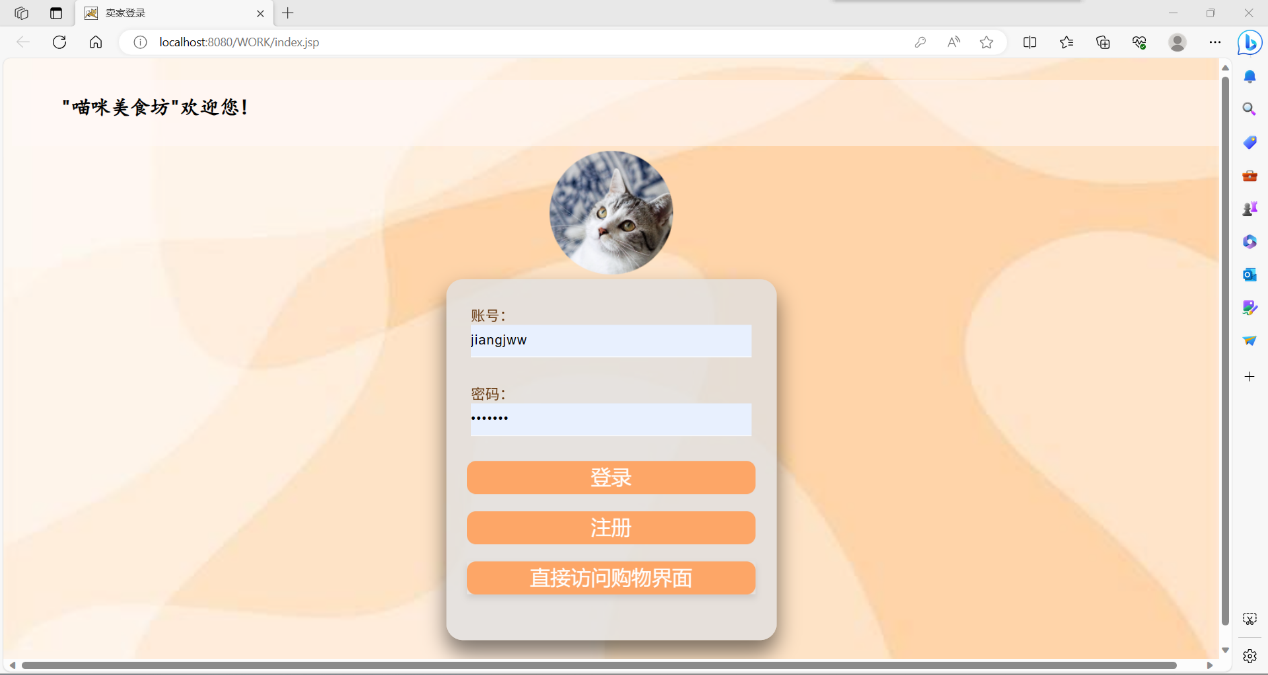 卖家登录
localhost:8080/WORK/index.jsp
"喵咪美食坊"欢迎您!
账号:
jiangjww
密码:
•••••••
登录
注册
直接访问购物界面